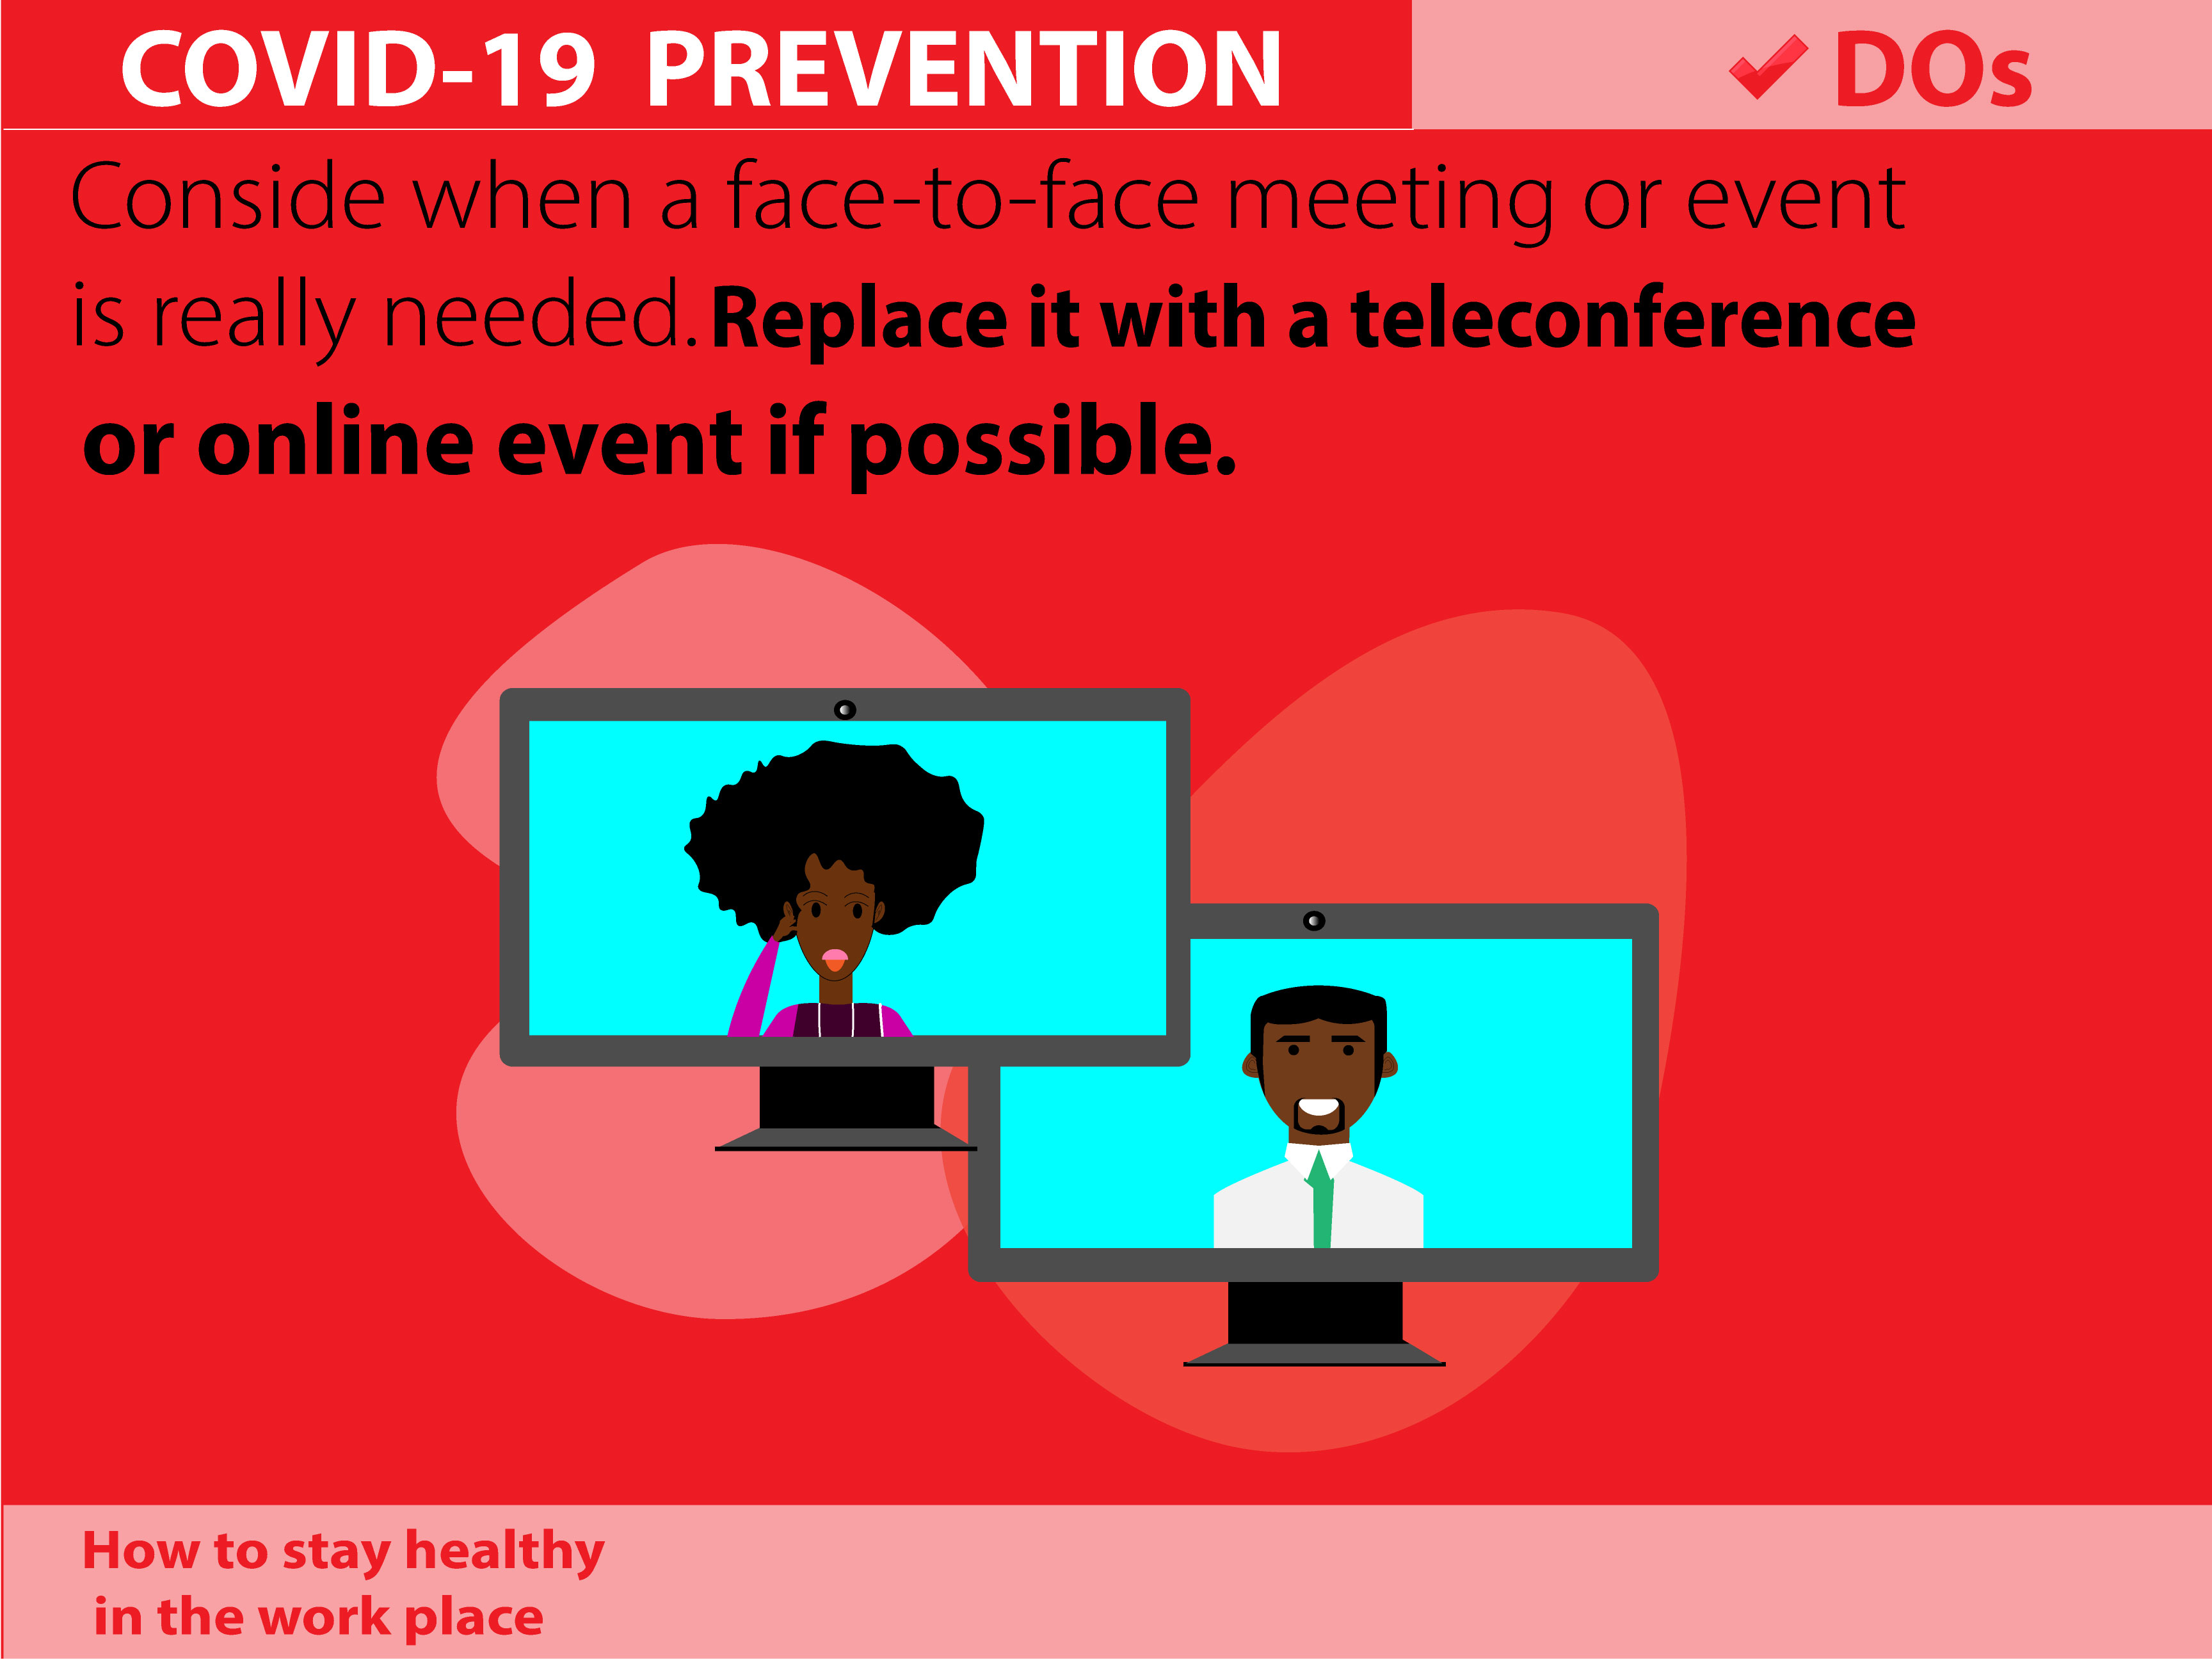 COVID-19 PREVENTION
DOs
Conside when a face-to-face meeting or event
is really needed. Replace it with a teleconference
or online event if possible.
How to stay healthy
in the work place